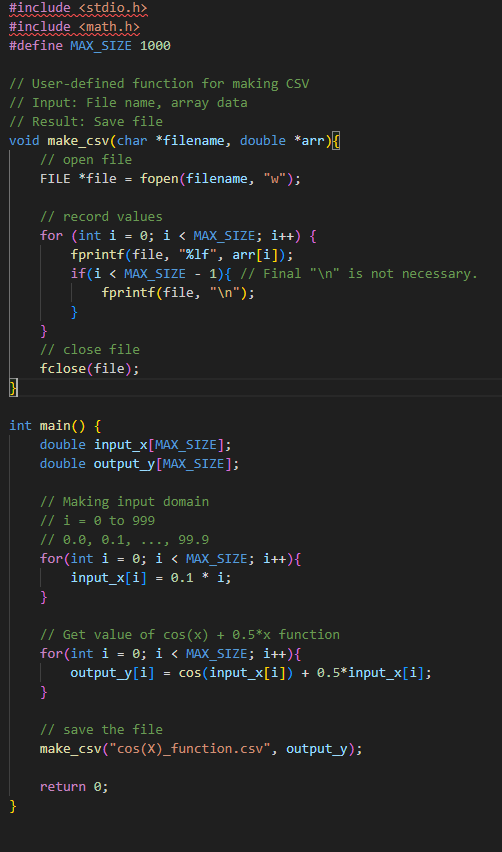 #include <stdio.h>
#include <math.h>
#define MAX_SIZE 1000
// User-defined function for making CSV
// Input: File name, array data
// Result: Save file
void make_csv(char *filename, double *arr){
    // open file
    FILE *file = fopen(filename, "w");
    // record values
    for (int i = 0; i < MAX_SIZE; i++) {
        fprintf(file, "%lf", arr[i]);
        if(i < MAX_SIZE - 1){ // Final "\n" is not necessary.
            fprintf(file, "\n");
        }
    }
    // close file
    fclose(file);
}
int main() {
    double input_x[MAX_SIZE];
    double output_y[MAX_SIZE];
    // Making input domain
    // i = 0 to 999
    // 0.0, 0.1, ..., 99.9
    for(int i = 0; i < MAX_SIZE; i++){
        input_x[i] = 0.1 * i;
    }
    // Get value of cos(x) + 0.5*x function
    for(int i = 0; i < MAX_SIZE; i++){
        output_y[i] = cos(input_x[i]) + 0.5*input_x[i];
    }
    // save the file
    make_csv("cos(X)_function.csv", output_y);
    return 0;
}